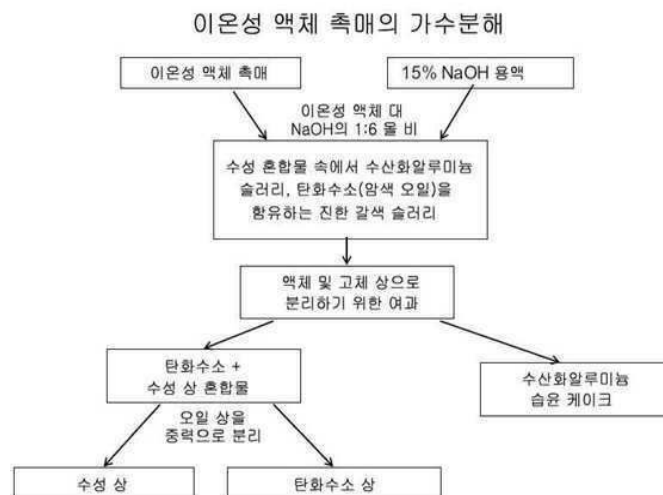 이온성 액체 촉매의 가수분해
이온성 액체 촉매
15% NaOH 용액
이온성 액체 대
NaOH의 1:6 몰 비
수성 혼합물 속에서 수산화알루미늄
슬러리, 탄화수소(암색 오일)을
함유하는 진한 갈색 슬러리
액체 및 고체 상으로
분리하기 위한 여과
탄화수소 +
수성 상 혼합물
수산화알루미늄
습윤 케이크
오일 상을
중력으로 분리
수성 상
탄화수소 상